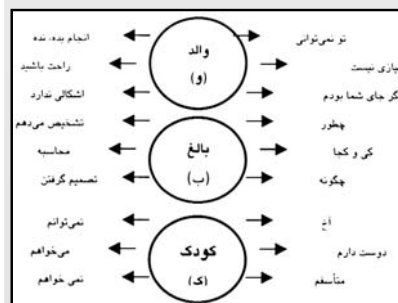 تو نمی‌توانی
والد
انجام بده، نده
نیازی نیست
(و)
راحت باشید
گر جای شما بودم
اشکالی ندارد
چطور
تشخیص می‌دهم
کی و کجا
بالغ
محاسبه
چگونه
(ب)
تصمیم گرفتن
آخ
نمی‌توانم
دوست دارم
کودک
می‌خواهم
متأسفم
(ک)
نمی خواهم